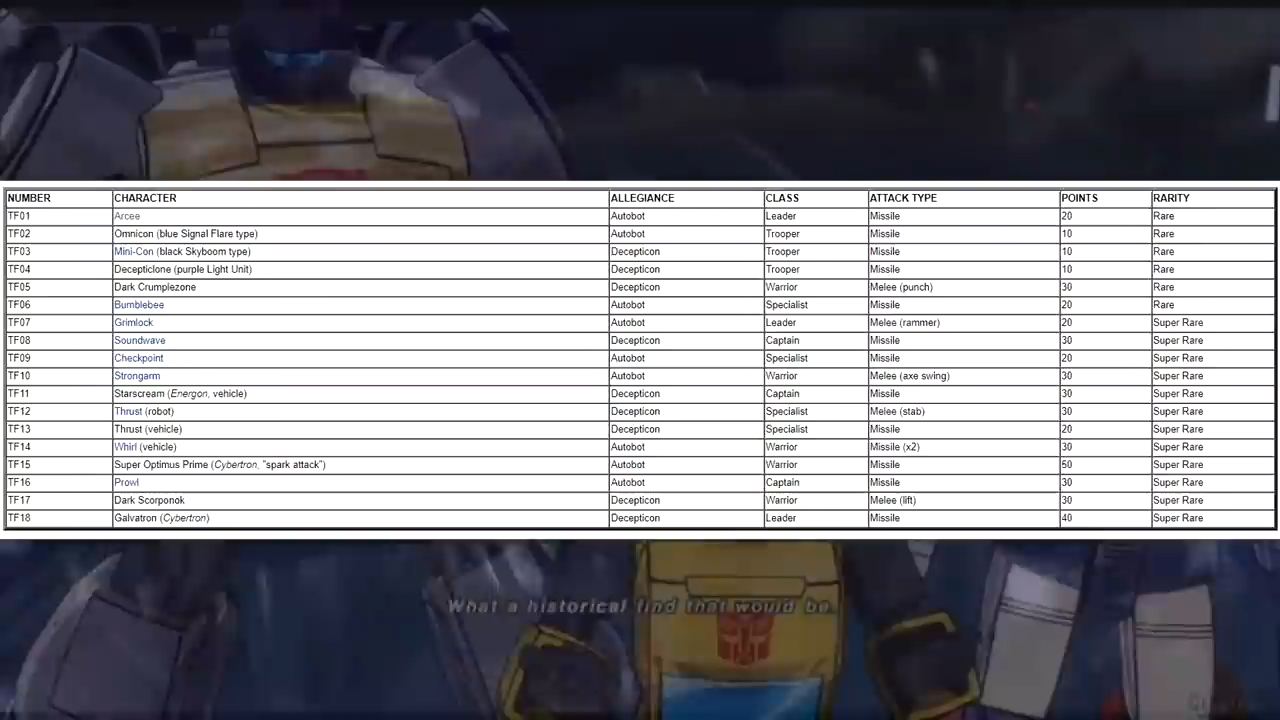 NUMBER CHARACTER ALLEGIANCE CLASS ATTACK TYPE POINTS RARITY
TF01 Arcee Autobot Leader Missile 20 Rare
TF02 Omnicon (blue Signal Flare type) Autobot Trooper Missile 10 Rare
TF03 Mini-Con (black Skyboom type) Decepticon Trooper Missile 10 Rare
TF04 Decepticlone (purple Light Unit) Decepticon Trooper Missile 10 Rare
TF05 Dark Crumplezone Decepticon Warrior Melee (punch) 30 Rare
TF06 Bumblebee Autobot Specialist Missile 20 Rare
TF07 Grimlock Autobot Leader Melee (rammer) 20 Super Rare
TF08 Soundwave Decepticon Captain Missile 30 Super Rare
TF09 Checkpoint Autobot Specialist Missile 20 Super Rare
TF10 Strongarm Autobot Warrior Melee (axe swing) 30 Super Rare
TF11 Starscream (Energon, vehicle) Decepticon Captain Missile 30 Super Rare
TF12 Thrust (robot) Decepticon Specialist Melee (stab) 30 Super Rare
TF13 Thrust (vehicle) Decepticon Specialist Missile 20 Super Rare
TF14 Whirl (vehicle) Autobot Warrior Missile (x2) 30 Super Rare
TF15 Super Optimus Prime (Cybertron, "spark attack") Autobot Warrior Missile 50 Super Rare
TF16 Prowl Autobot Captain Missile 30 Super Rare
TF17 Dark Scorponok Decepticon Warrior Melee (lift) 30 Super Rare
TF18 Galvatron (Cybertron) Decepticon Leader Missile 40 Super Rare
What a historical find that would be